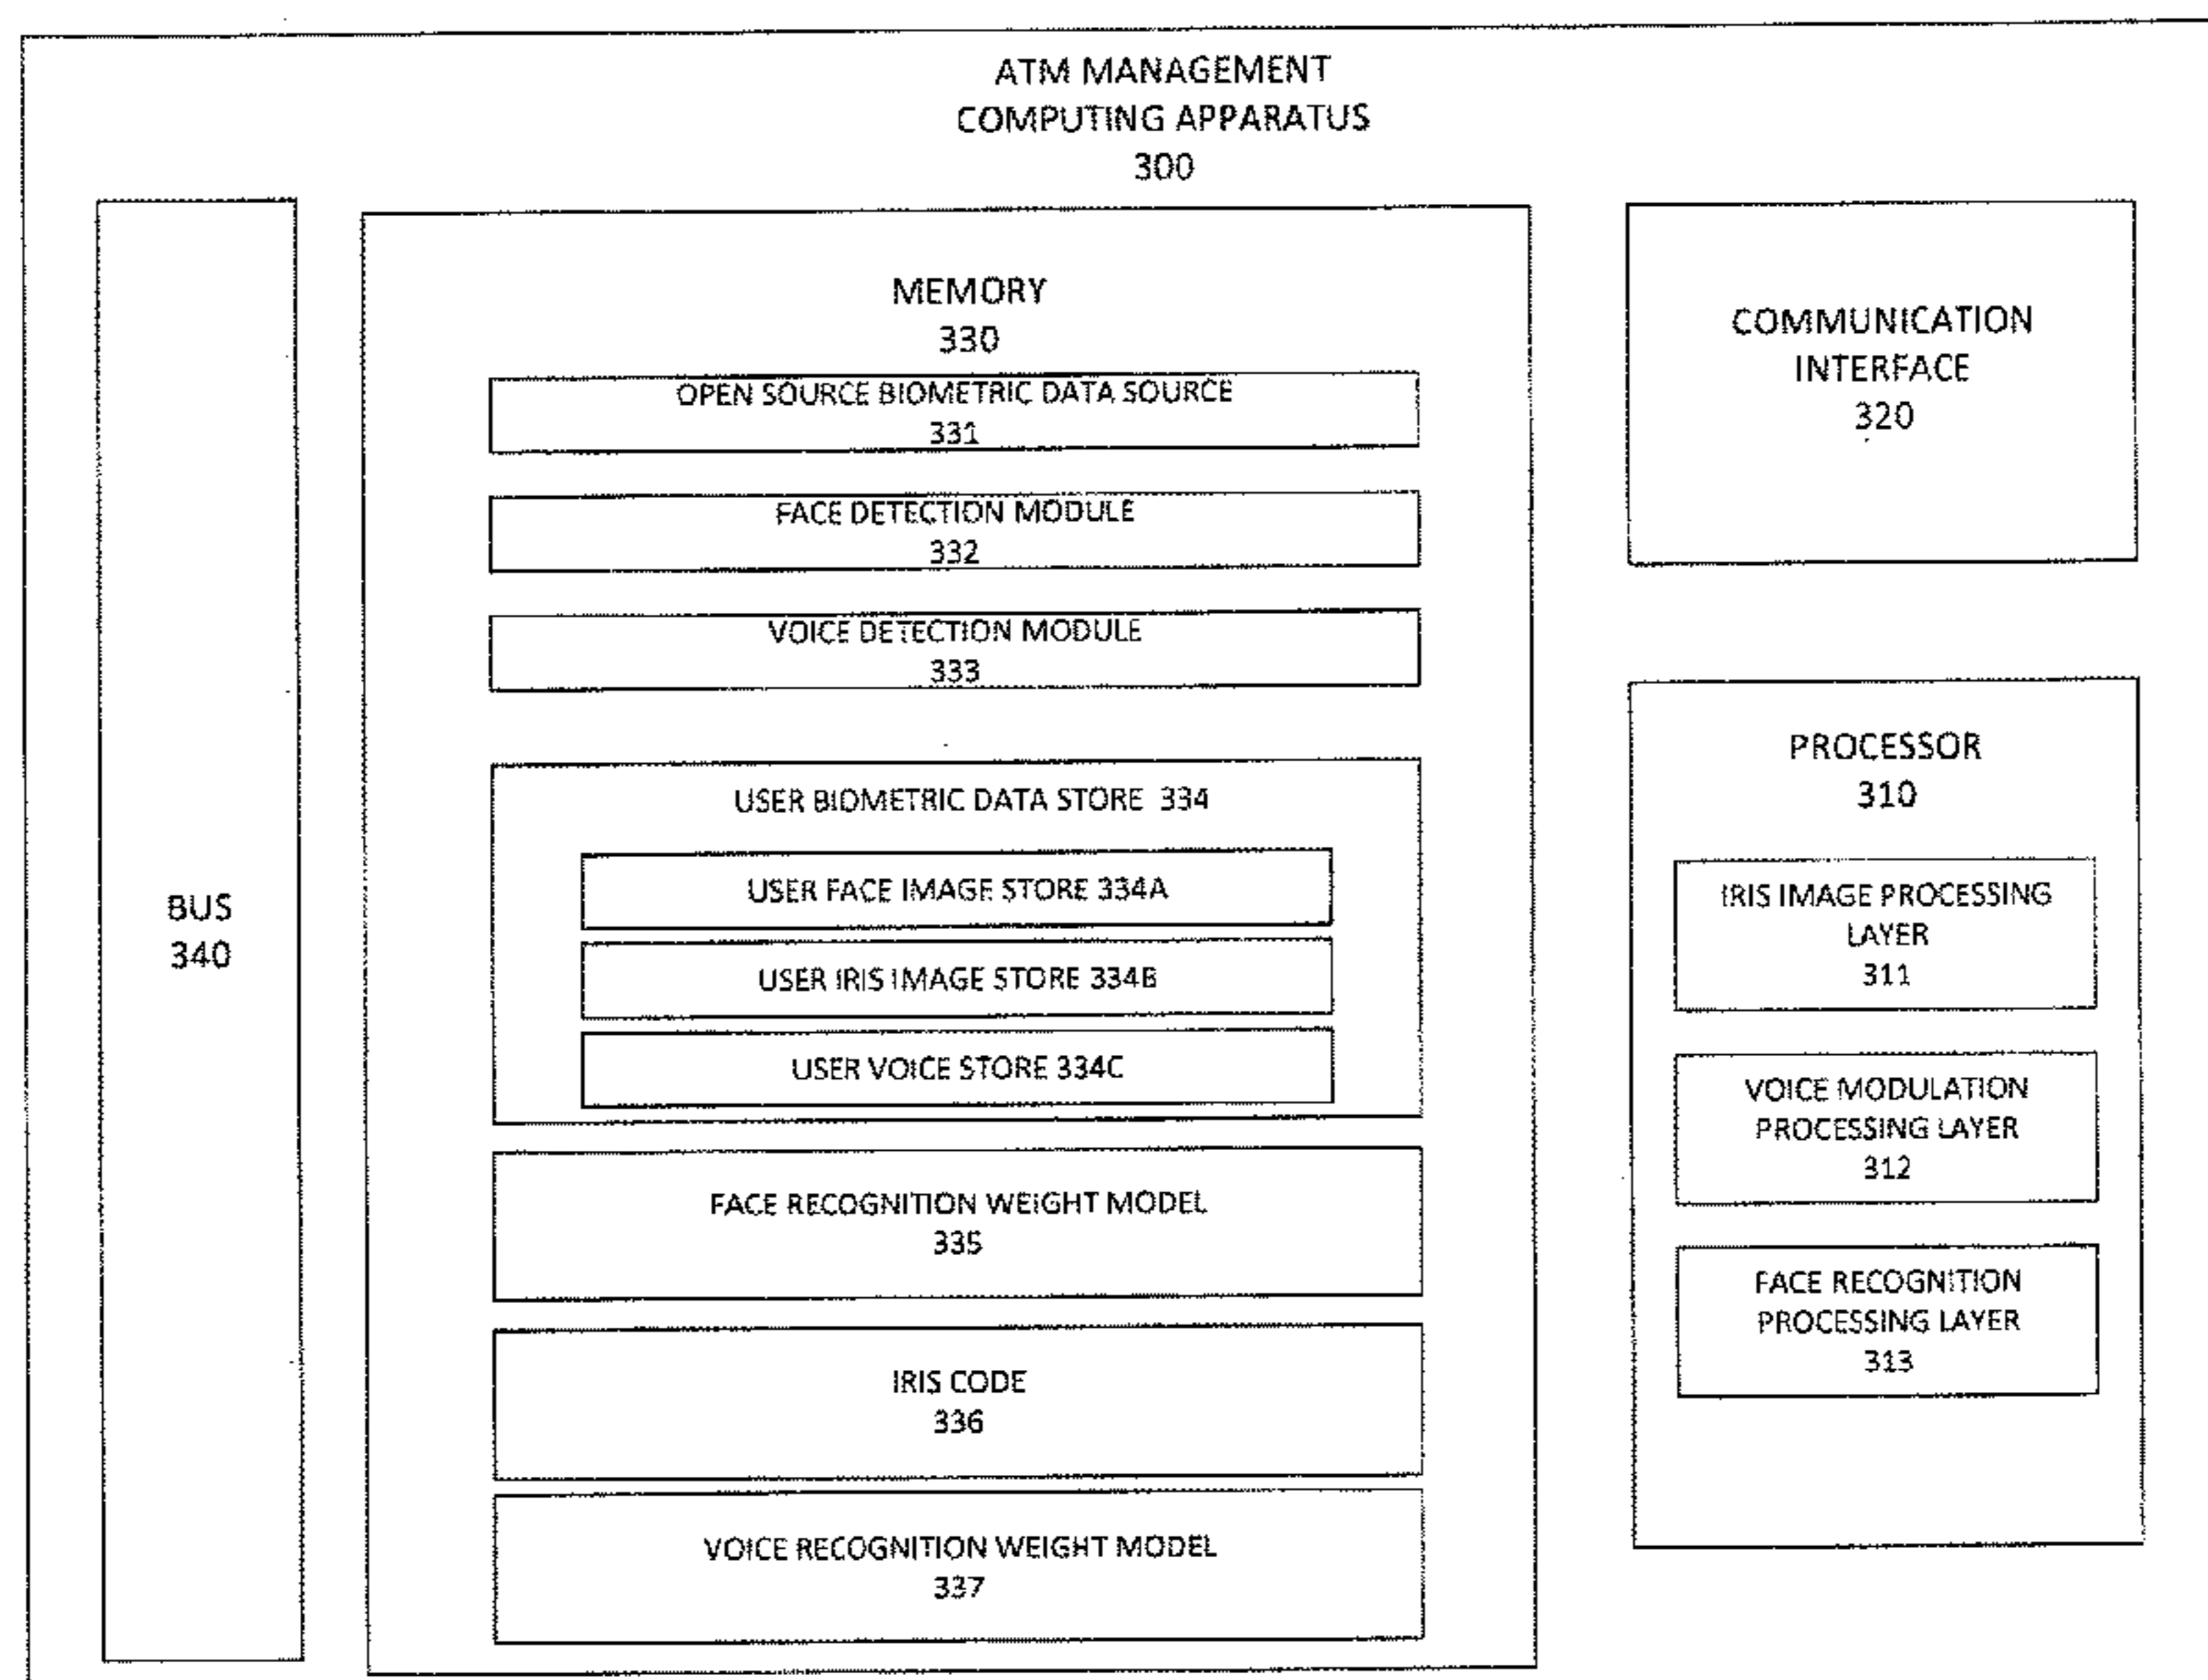 ATM MANAGEMENT
COMPUTING APPARATUS
300
BUS
340
MEMORY
330
OPEN SOURCE BIOMETRIC DATA SOURCE
331
FACE DETECTION MODULE
332
VOICE DETECTION MODULE
333
USER BIOMETRIC DATA STORE 334
USER FACE IMAGE STORE 334A
USER IRIS IMAGE STORE 334B
USER VOICE STORE 334C
FACE RECOGNITION WEIGHT MODEL
335
IRIS CODE
336
VOICE RECOGNITION WEIGHT MODEL
337
COMMUNICATION
INTERFACE
320
PROCESSOR
310
IRIS IMAGE PROCESSING
LAYER
311
VOICE MODULATION
PROCESSING LAYER
312
FACE RECOGNITION
PROCESSING LAYER
313